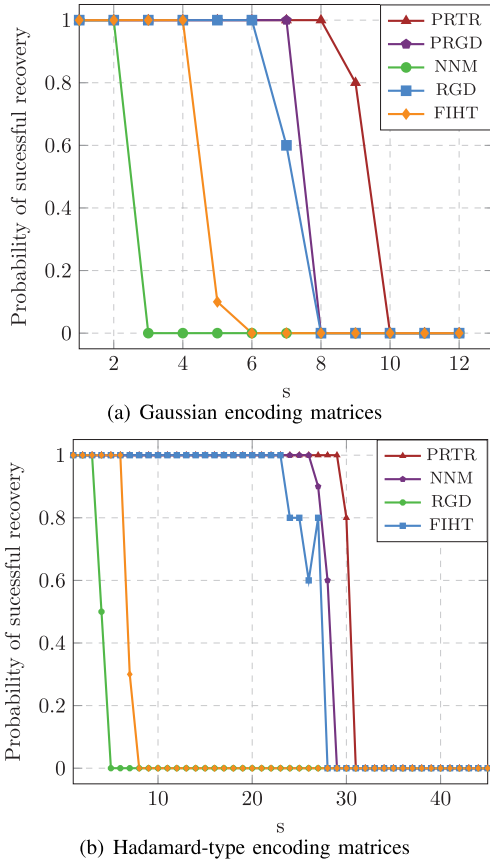 1
0.8
0.6
0.4
0.2
0
Probability of sucessful recovery
PRTR
PRGD
NNM
RGD
FIHT
2 4 6 8 10 12
s
(a) Gaussian encoding matrices
1
0.8
0.6
0.4
0.2
0
Probability of sucessful recovery
PRTR
NNM
RGD
FIHT
10 20 30 40
s
(b) Hadamard-type encoding matrices